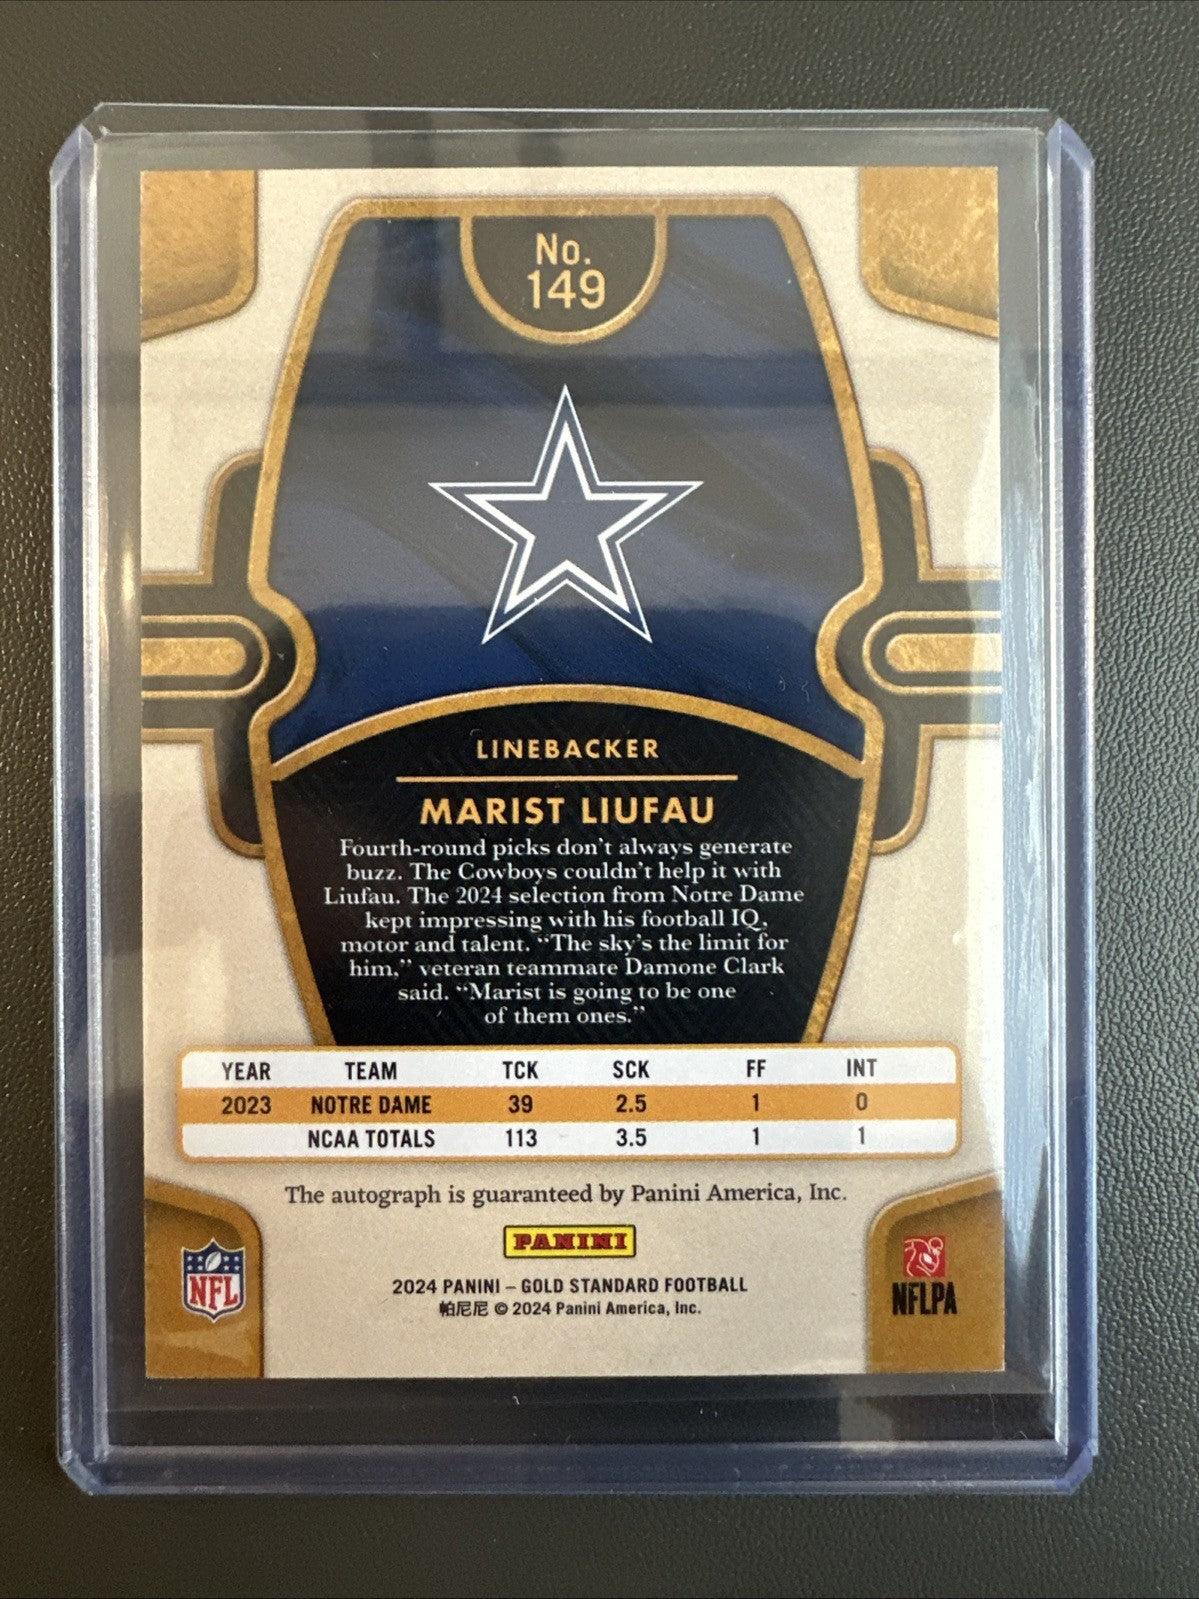 No.
149
LINEBACKER
MARIST LIUFAU
Fourth-round picks don't always generate
buzz. The Cowboys couldn't help it with
Liufau. The 2024 selection from Notre Dame
kept impressing with his football IQ,
motor and talent. “The sky's the limit for
him,” veteran teammate Damone Clark
said. “Marist is going to be one
of them ones.”
YEAR TEAM TCK SCK FF INT
2023 NOTRE DAME 39 2.5 1 0
NCAA TOTALS 113 3.5 1 1
The autograph is guaranteed by Panini America, Inc.
PANINI
NFL
NFLPA
2024 PANINI – GOLD STANDARD FOOTBALL
帕尼尼 © 2024 Panini America, Inc.